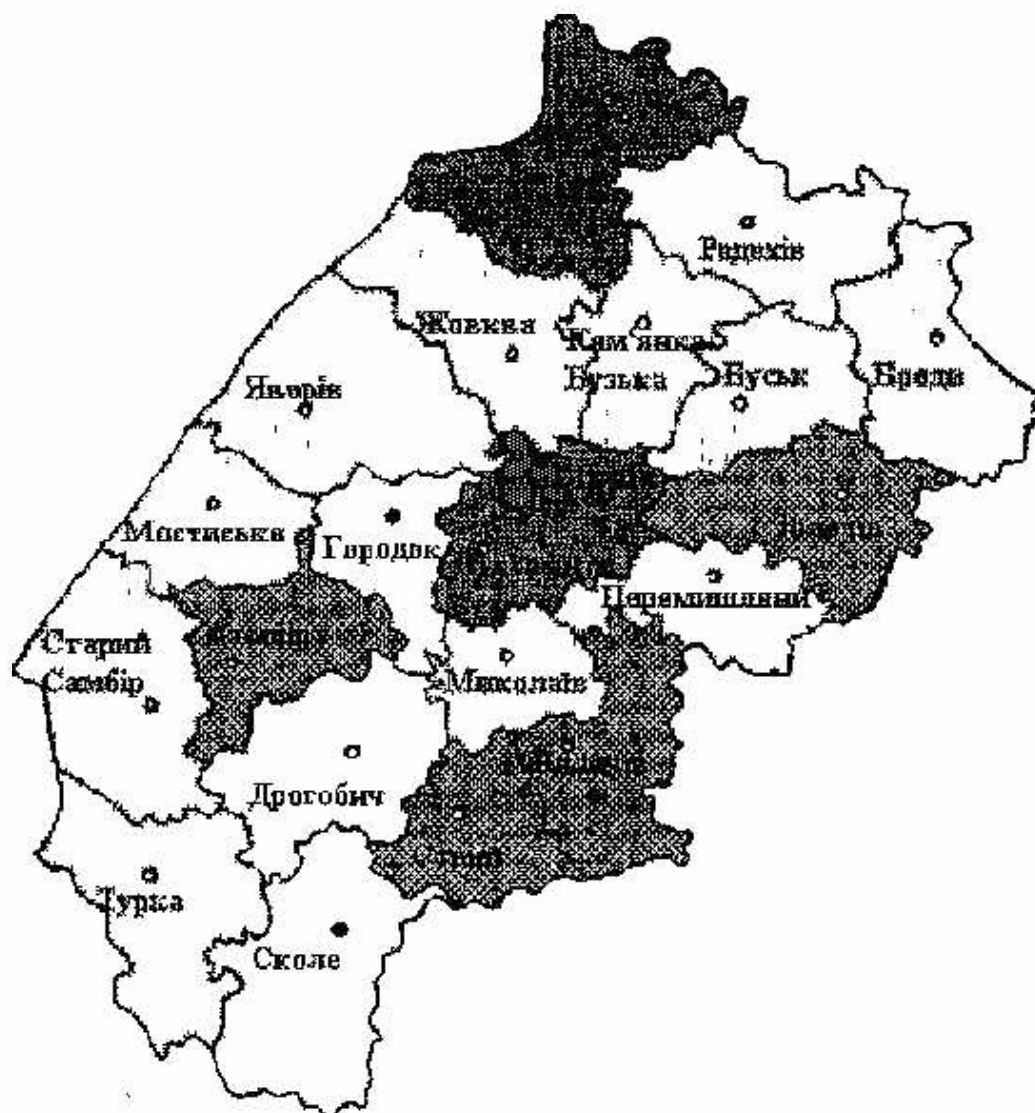 Радехів
Жовква
Кам'янка
Бузька
Буськ
Броди
Яворів
Мостиська
Городок
Перемишляни
Старий
Самбір
Миколаїв
Дрогобич
Турка
Сколе